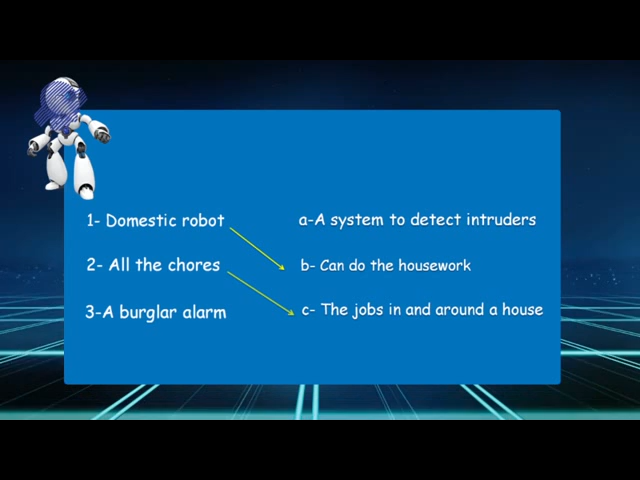 1- Domestic robot
a-A system to detect intruders
2- All the chores
b- Can do the housework
3-A burglar alarm
c- The jobs in and around a house